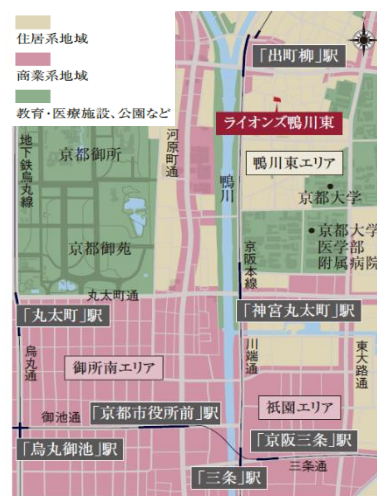 住居系地域
商業系地域
教育・医療施設、公園など
「出町柳」駅
ライオンズ鴨川東
鴨川東エリア
京都大学
京都大学
医学部
附属病院
地下鉄烏丸線
京都御所
河原町通
鴨川
京都御苑
京阪本線
丸太町通
「丸太町」駅
「神宮丸太町」駅
烏丸通
御所南エリア
川端通
東大路通
祇園エリア
御池通
「京都市役所前」駅
「烏丸御池」駅
「京阪三条」駅
「三条」駅
三条通